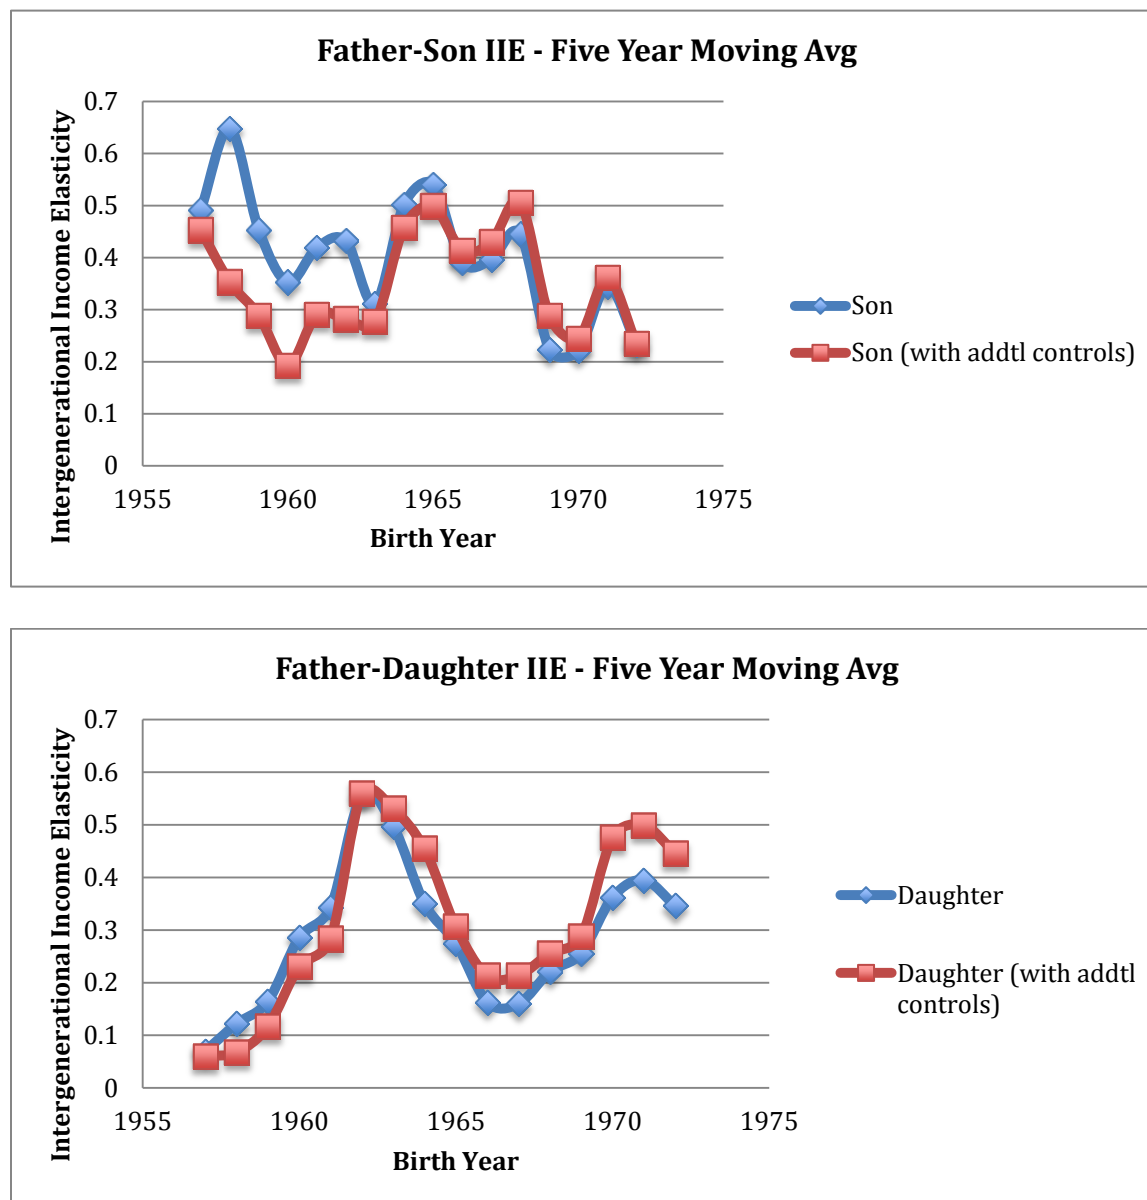 Father-Son IIE - Five Year Moving Avg
Intergenerational Income Elasticity
0.7
0.6
0.5
0.4
0.3
0.2
0.1
0
1955 1960 1965 1970 1975
Birth Year
Son
Son (with addtl controls)
Father-Daughter IIE - Five Year Moving Avg
Intergenerational Income Elasticity
0.7
0.6
0.5
0.4
0.3
0.2
0.1
0
1955 1960 1965 1970 1975
Birth Year
Daughter
Daughter (with addtl
controls)